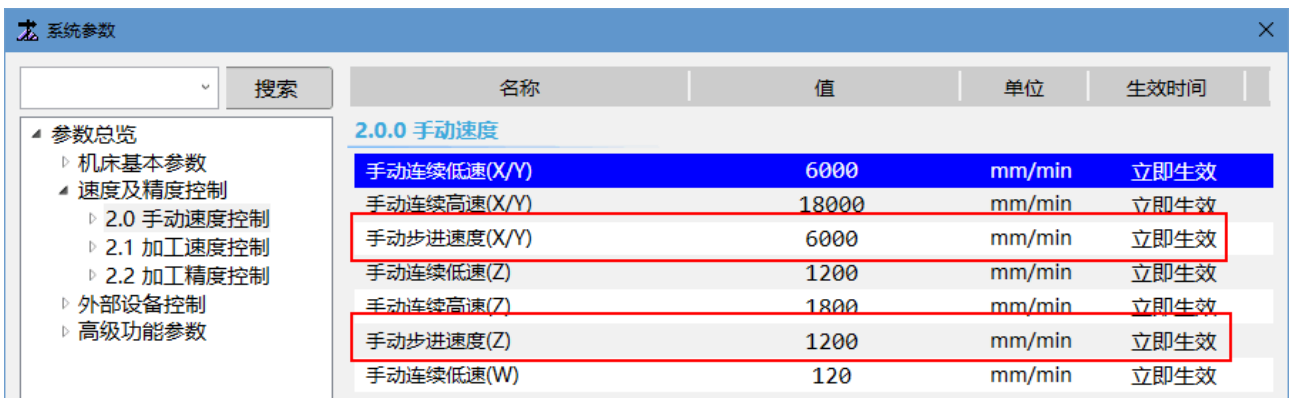 系统参数
搜索
名称 值 单位 生效时间
参数总览
机床基本参数
速度及精度控制
2.0 手动速度控制
2.1 加工速度控制
2.2 加工精度控制
外部设备控制
高级功能参数
2.0.0 手动速度
手动连续低速(X/Y) 6000 mm/min 立即生效
手动连续高速(X/Y) 18000 mm/min 立即生效
手动步进速度(X/Y) 6000 mm/min 立即生效
手动连续低速(Z) 1200 mm/min 立即生效
手动连续高速(Z) 1800 mm/min 立即生效
手动步进速度(Z) 1200 mm/min 立即生效
手动连续低速(W) 120 mm/min 立即生效